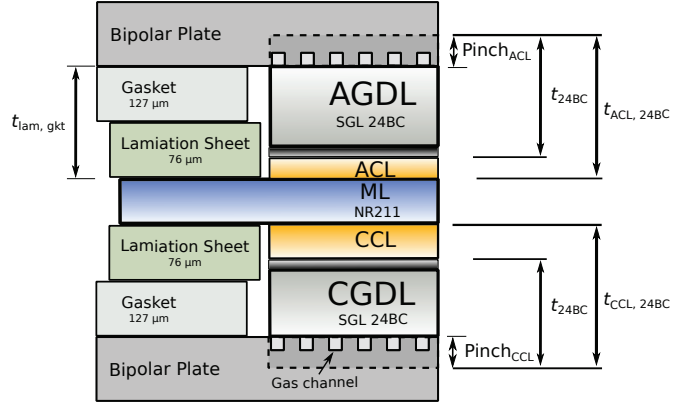 Bipolar Plate
Pinch_ACL
Gasket
127 μm
AGDL
SGL 24BC
t_24BC
t_ACL, 24BC
t_lam, gkt
Lamiation Sheet
76 μm
ACL
ML
NR211
Lamiation Sheet
76 μm
CCL
Gasket
127 μm
CGDL
SGL 24BC
t_24BC
t_CCL, 24BC
Bipolar Plate
Gas channel
Pinch_CCL